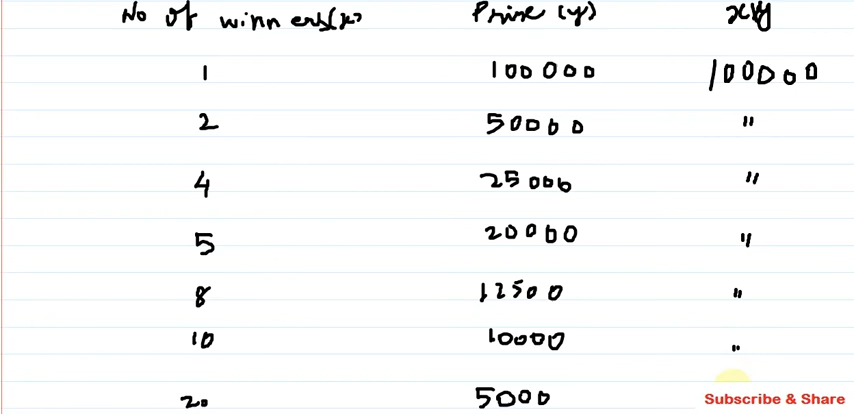 No of winners(x) Prize (y) xy
1 100000 100000
2 50000 "
4 25000 "
5 20000 "
8 12500 "
10 10000 "
20 5000
Subscribe & Share